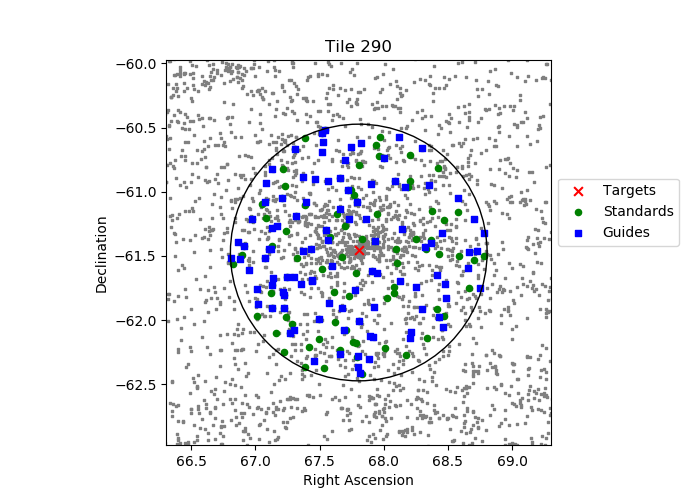 Tile 290
−60.0
−60.5
−61.0
−61.5
−62.0
−62.5
Declination
66.5 67.0 67.5 68.0 68.5 69.0
Right Ascension
Targets
Standards
Guides